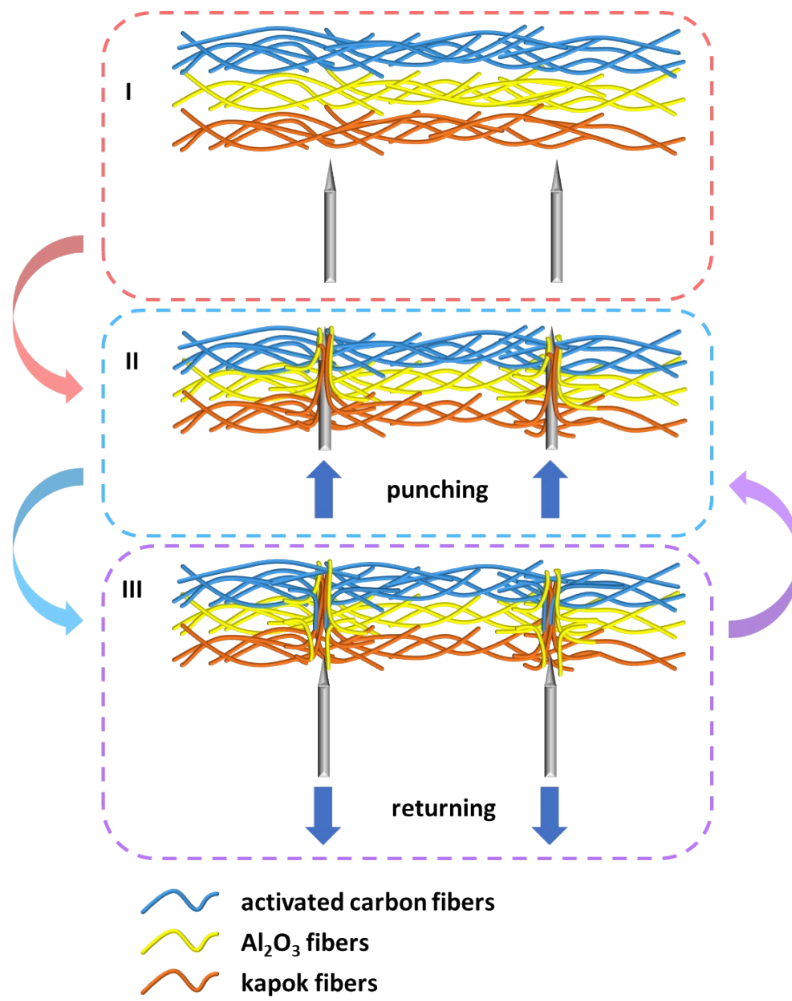 I
II
punching
III
returning
activated carbon fibers
Al₂O₃ fibers
kapok fibers